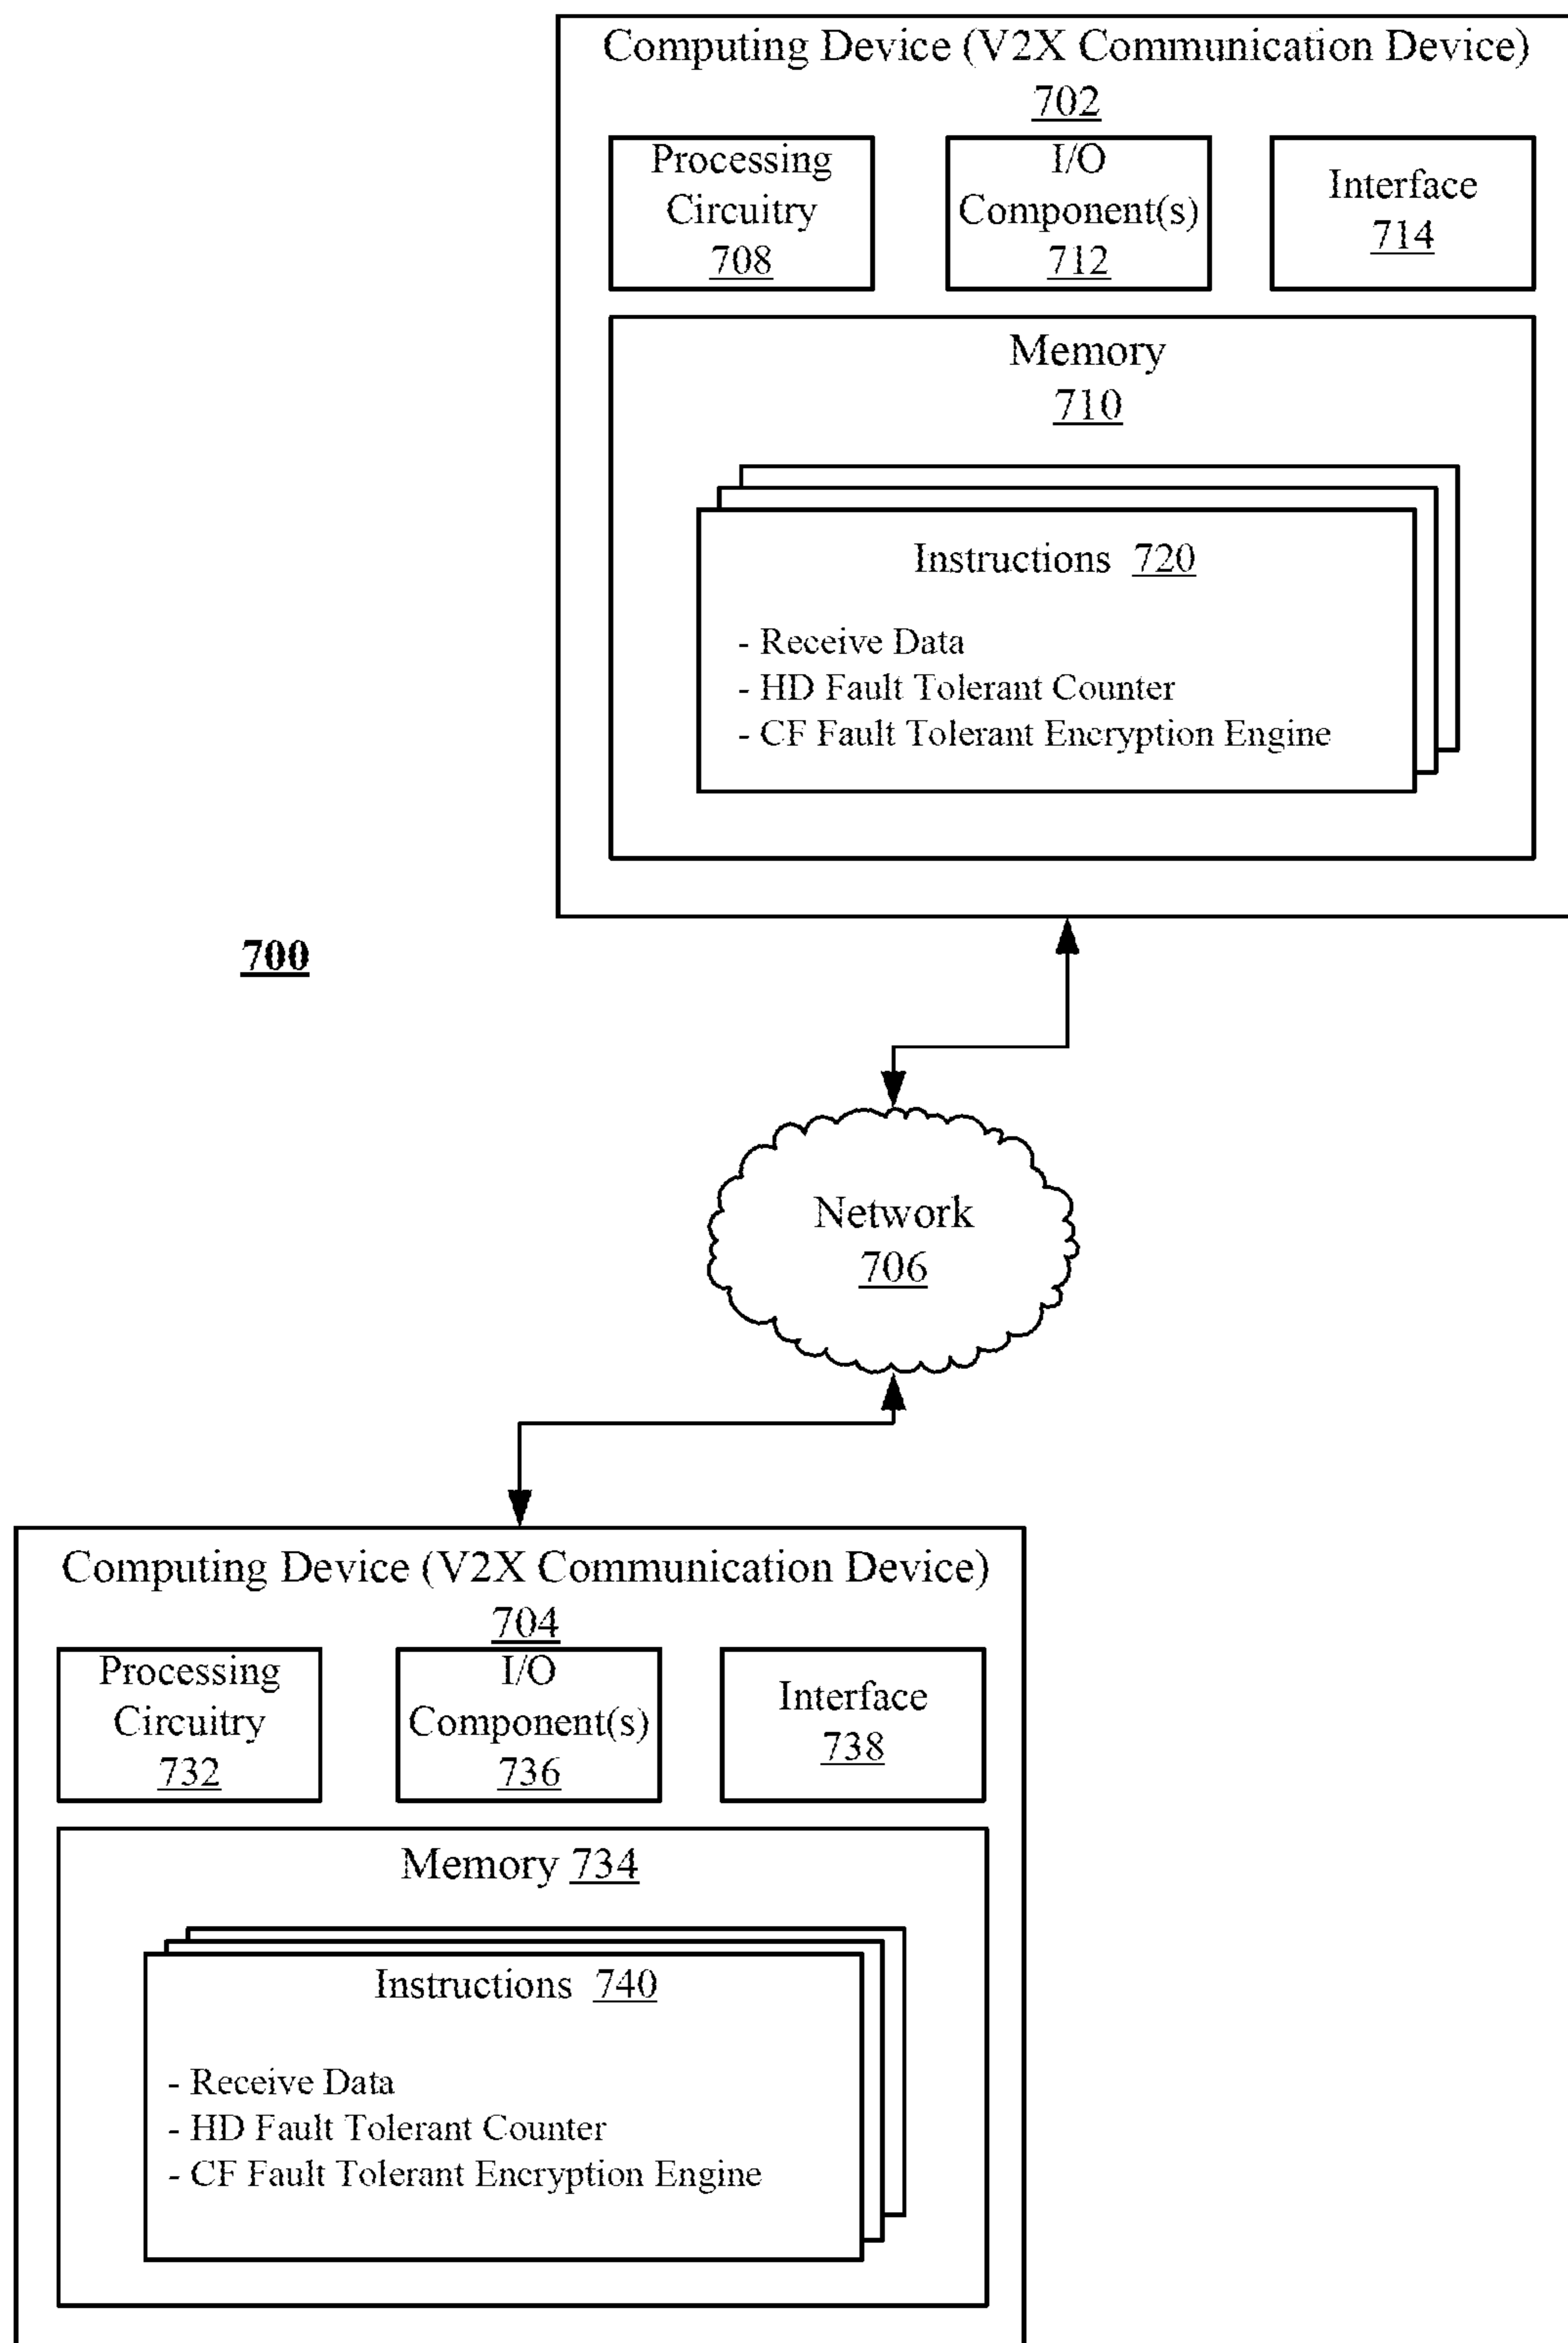 Computing Device (V2X Communication Device)
702
Processing
Circuitry
708
I/O
Component(s)
712
Interface
714
Memory
710
Instructions 720
- Receive Data
- HD Fault Tolerant Counter
- CF Fault Tolerant Encryption Engine
700
Network
706
Computing Device (V2X Communication Device)
704
Processing
Circuitry
732
I/O
Component(s)
736
Interface
738
Memory 734
Instructions 740
- Receive Data
- HD Fault Tolerant Counter
- CF Fault Tolerant Encryption Engine